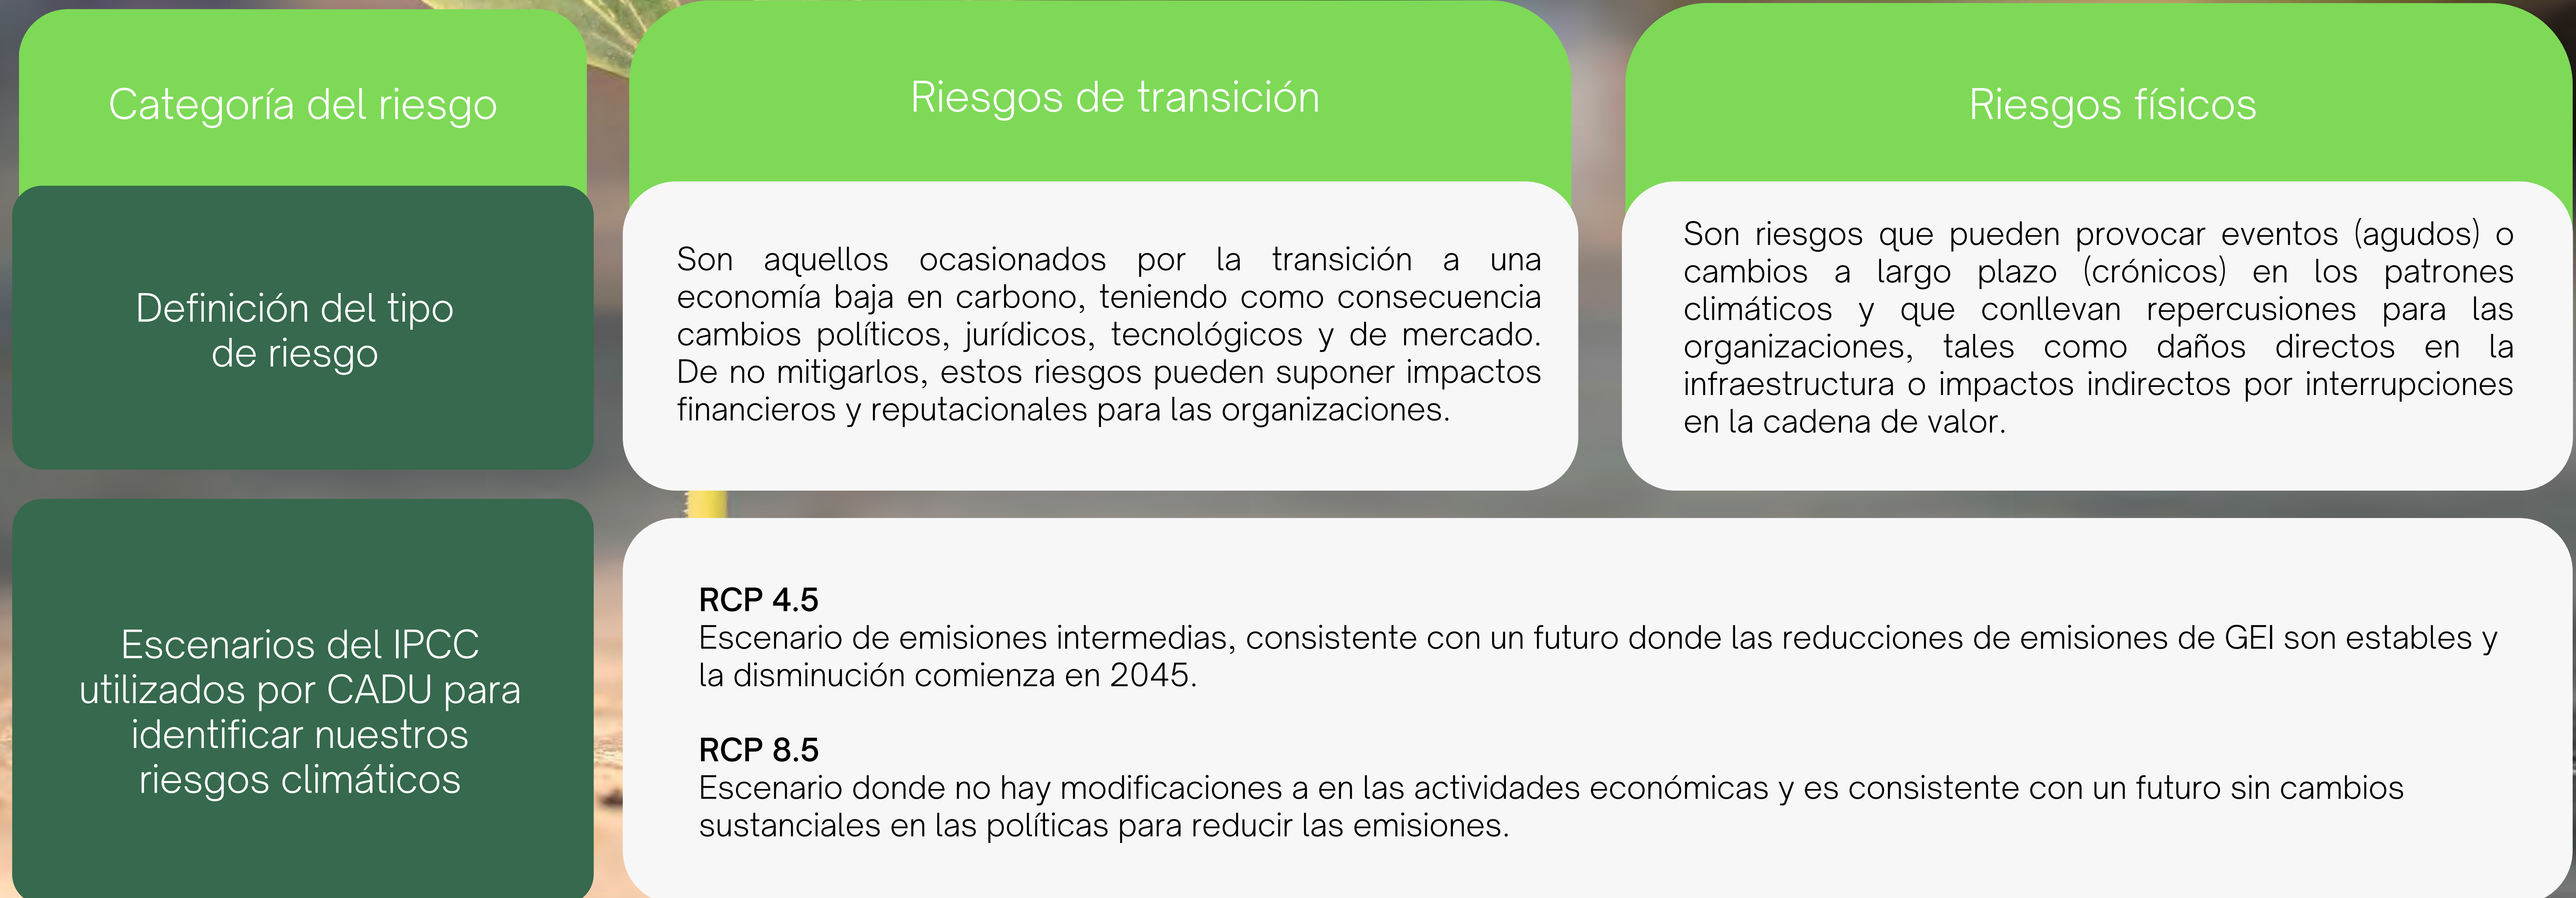 Categoría del riesgo
Riesgos de transición
Riesgos físicos
Definición del tipo
de riesgo
Son aquellos ocasionados por la transición a una
economía baja en carbono, teniendo como consecuencia
cambios políticos, jurídicos, tecnológicos y de mercado.
De no mitigarlos, estos riesgos pueden suponer impactos
financieros y reputacionales para las organizaciones.
Son riesgos que pueden provocar eventos (agudos) o
cambios a largo plazo (crónicos) en los patrones
climáticos y que conllevan repercusiones para las
organizaciones, tales como daños directos en la
infraestructura o impactos indirectos por interrupciones
en la cadena de valor.
Escenarios del IPCC
utilizados por CADU para
identificar nuestros
riesgos climáticos
RCP 4.5
Escenario de emisiones intermedias, consistente con un futuro donde las reducciones de emisiones de GEI son estables y
la disminución comienza en 2045.
RCP 8.5
Escenario donde no hay modificaciones a en las actividades económicas y es consistente con un futuro sin cambios
sustanciales en las políticas para reducir las emisiones.